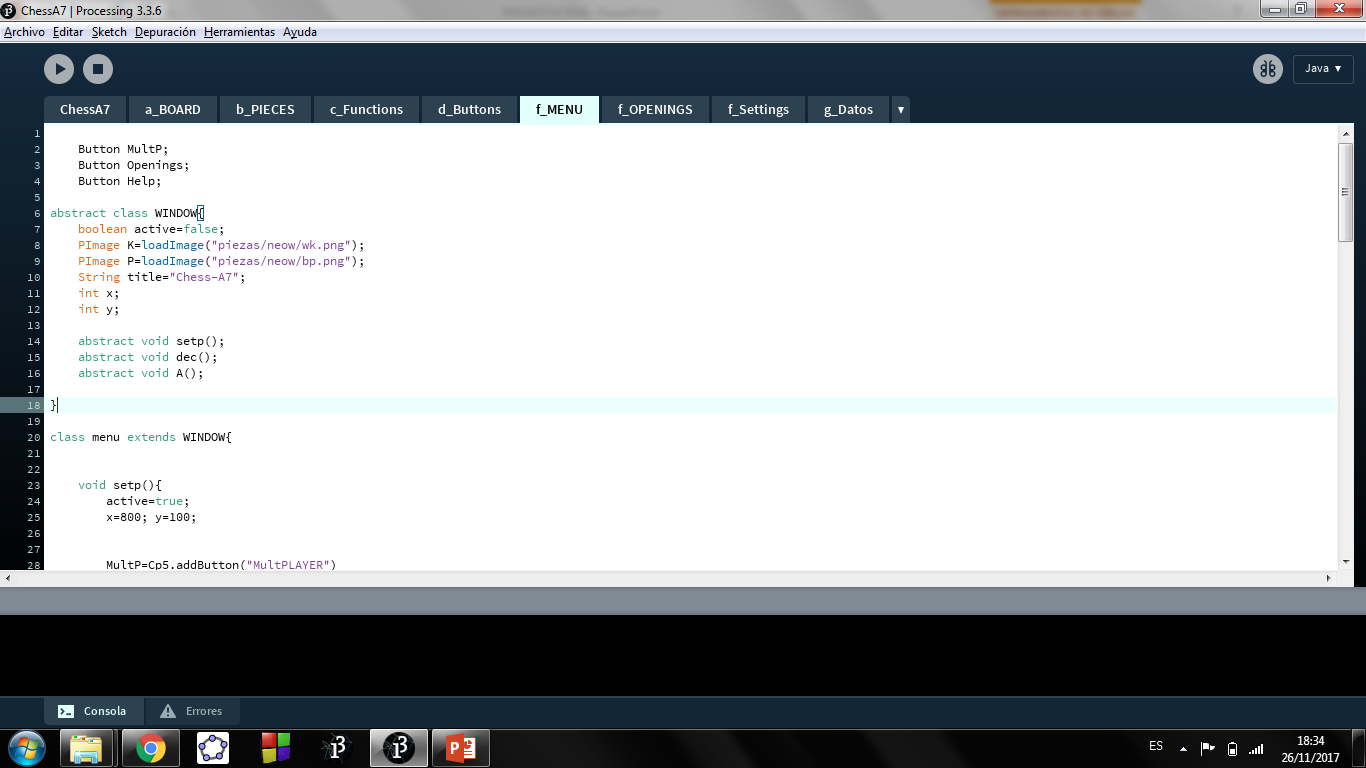 ChessA7 | Processing 3.3.6
Archivo Editar Sketch Depuración Herramientas Ayuda
Java ▾
ChessA7 a_BOARD b_PIECES c_Functions d_Buttons f_MENU f_OPENINGS f_Settings g_Datos ▾
1
2 Button MultP;
3 Button Openings;
4 Button Help;
5
6 abstract class WINDOW{
7 boolean active=false;
8 PImage K=loadImage("piezas/neow/wk.png");
9 PImage P=loadImage("piezas/neow/bp.png");
10 String title="Chess-A7";
11 int x;
12 int y;
13
14 abstract void setp();
15 abstract void dec();
16 abstract void A();
17
18 }
19
20 class menu extends WINDOW{
21
22
23 void setp(){
24 active=true;
25 x=800; y=100;
26
27
28 MultP=Cp5.addButton("MultPLAYER")
Consola Errores
ES
18:34
26/11/2017